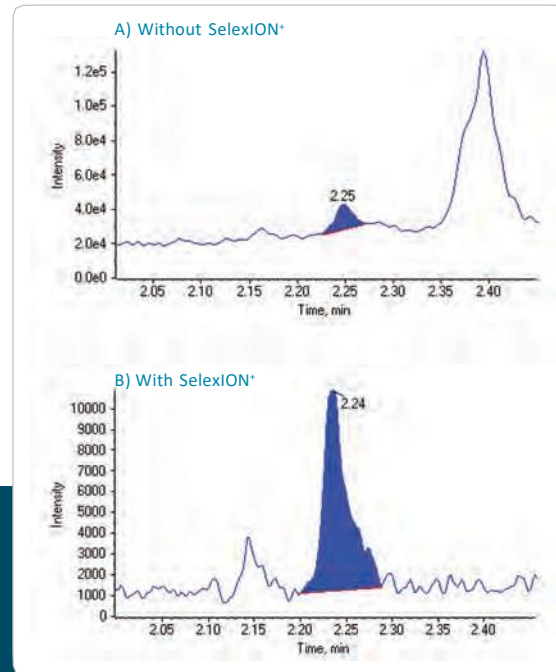 A) Without SelexION⁺
1.2e5
1.0e5
8.0e4
6.0e4
4.0e4
2.0e4
0.0e0
Intensity
2.25
2.05 2.10 2.15 2.20 2.25 2.30 2.35 2.40
Time, min
B) With SelexION⁺
10000
9000
8000
7000
6000
5000
4000
3000
2000
1000
0
Intensity
2.24
2.05 2.10 2.15 2.20 2.25 2.30 2.35 2.40
Time, min